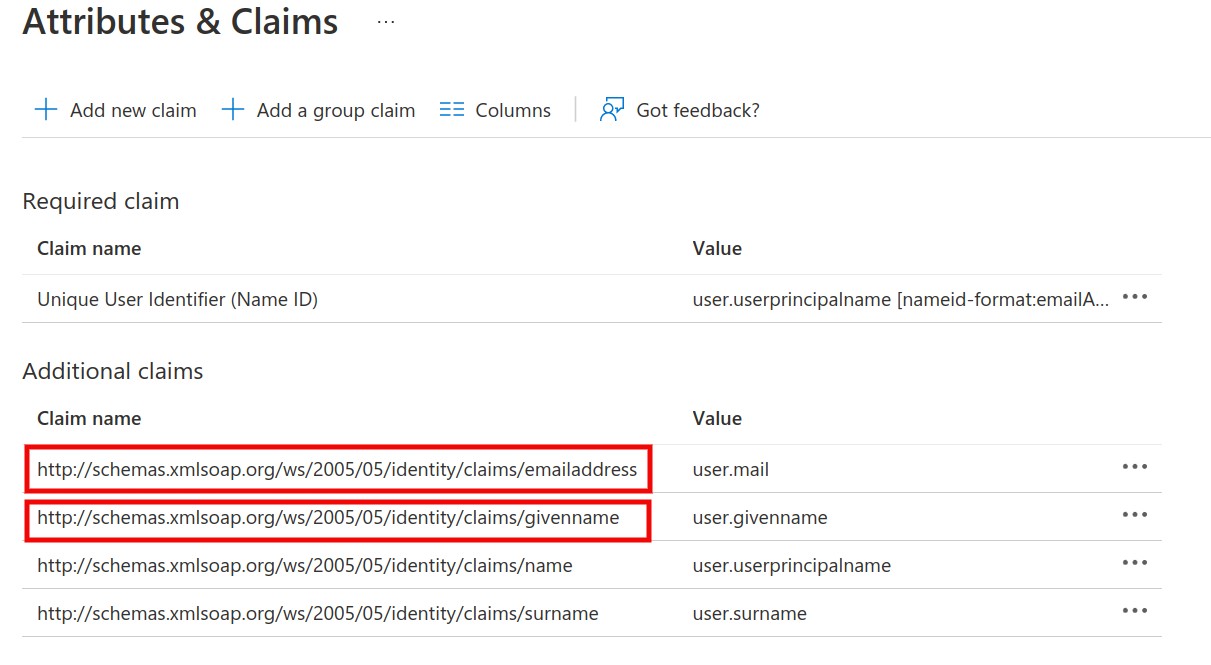 Attributes & Claims ...
Add new claim Add a group claim Columns Got feedback?
Required claim
Claim name Value
Unique User Identifier (Name ID) user.userprincipalname [nameid-format:emailA...
Additional claims
Claim name Value
http://schemas.xmlsoap.org/ws/2005/05/identity/claims/emailaddress user.mail
http://schemas.xmlsoap.org/ws/2005/05/identity/claims/givenname user.givenname
http://schemas.xmlsoap.org/ws/2005/05/identity/claims/name user.userprincipalname
http://schemas.xmlsoap.org/ws/2005/05/identity/claims/surname user.surname